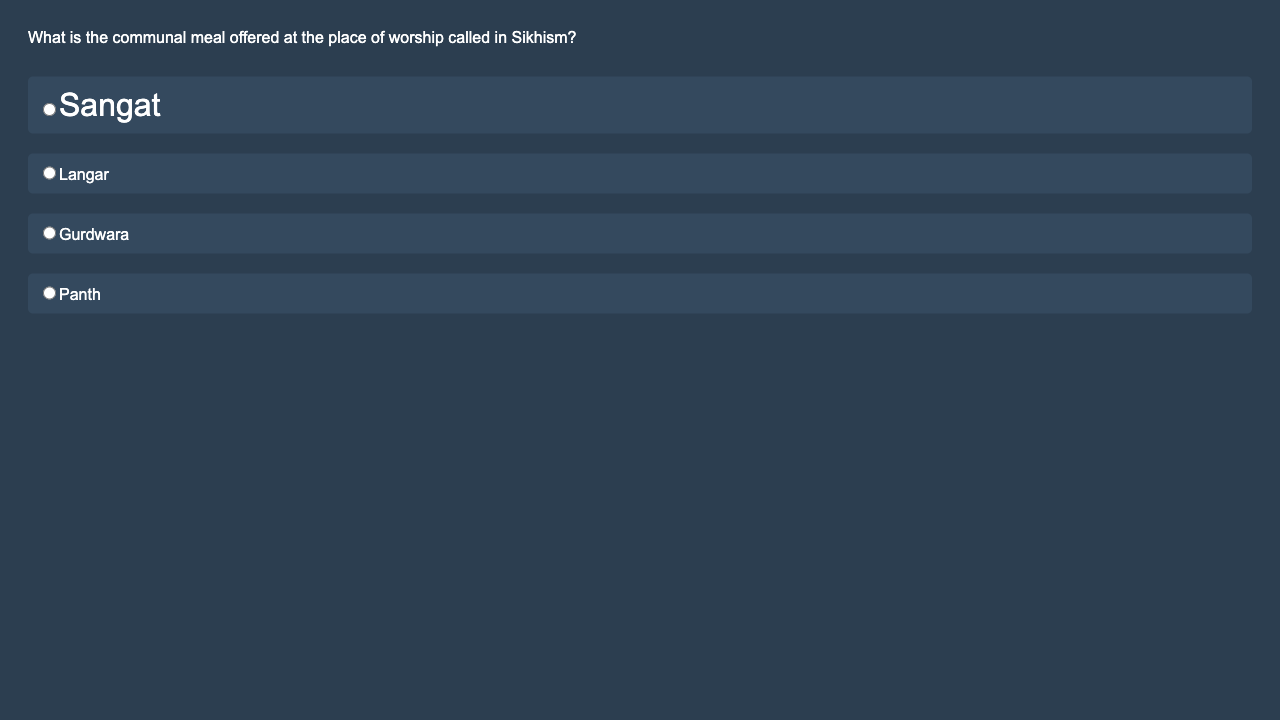 What is the communal meal offered at the place of worship called in Sikhism?
Sangat
Langar
Gurdwara
Panth